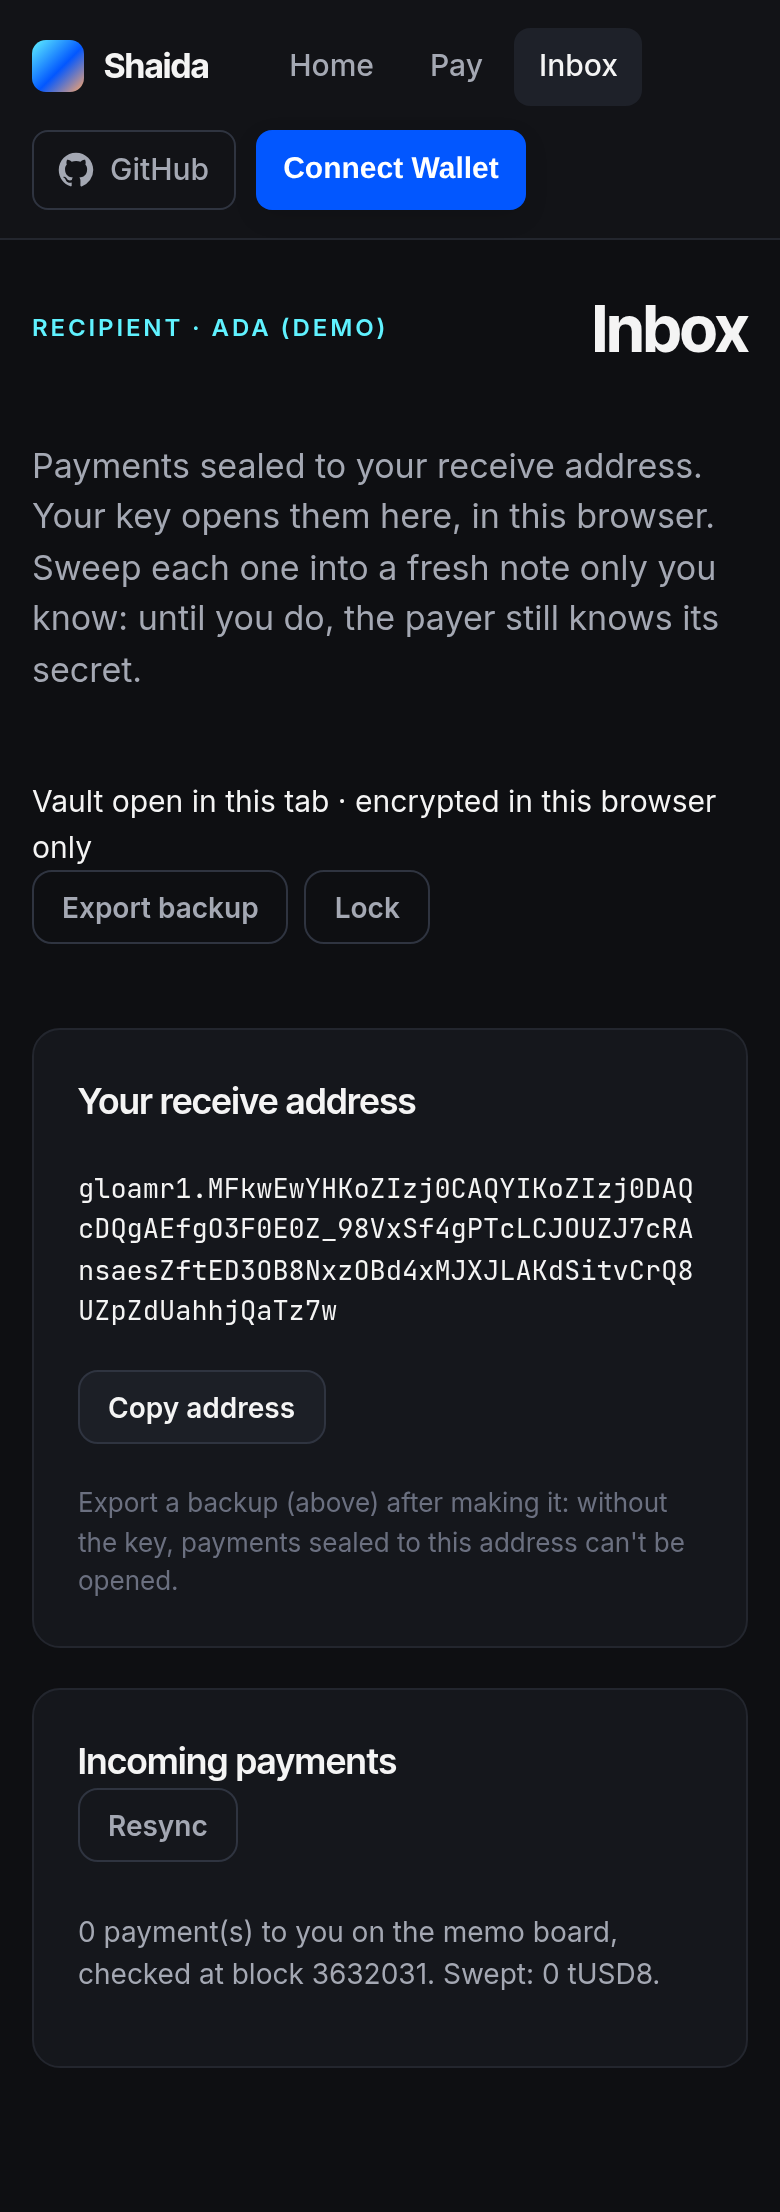 Shaida
Home
Pay
Inbox
GitHub
Connect Wallet
RECIPIENT · ADA (DEMO)
Inbox
Payments sealed to your receive address.
Your key opens them here, in this browser.
Sweep each one into a fresh note only you
know: until you do, the payer still knows its
secret.
Vault open in this tab · encrypted in this browser
only
Export backup
Lock
Your receive address
gloamr1.MFkwEwYHKoZIzj0CAQYIKoZIzj0DAQ
cDQgAEfgO3F0E0Z_98VxSf4gPTcLCJOUZJ7cRA
nsaesZftED3OB8NxzOBd4xMJXJLAKdSitvCrQ8
UZpZdUahhjQaTz7w
Copy address
Export a backup (above) after making it: without
the key, payments sealed to this address can't be
opened.
Incoming payments
Resync
0 payment(s) to you on the memo board,
checked at block 3632031. Swept: 0 tUSD8.